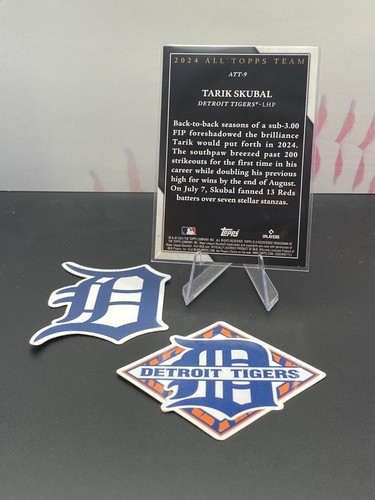 2024 ALL TOPPS TEAM
ATT-9
TARIK SKUBAL
DETROIT TIGERS® • LHP
Back-to-back seasons of a sub-3.00
FIP foreshadowed the brilliance
Tarik would put forth in 2024.
The southpaw breezed past 200
strikeouts for the first time in his
career while doubling his previous
high for wins by the end of August.
On July 7, Skubal fanned 13 Reds
batters over seven stellar stanzas.
Topps
PLAYERS
D
DETROIT TIGERS